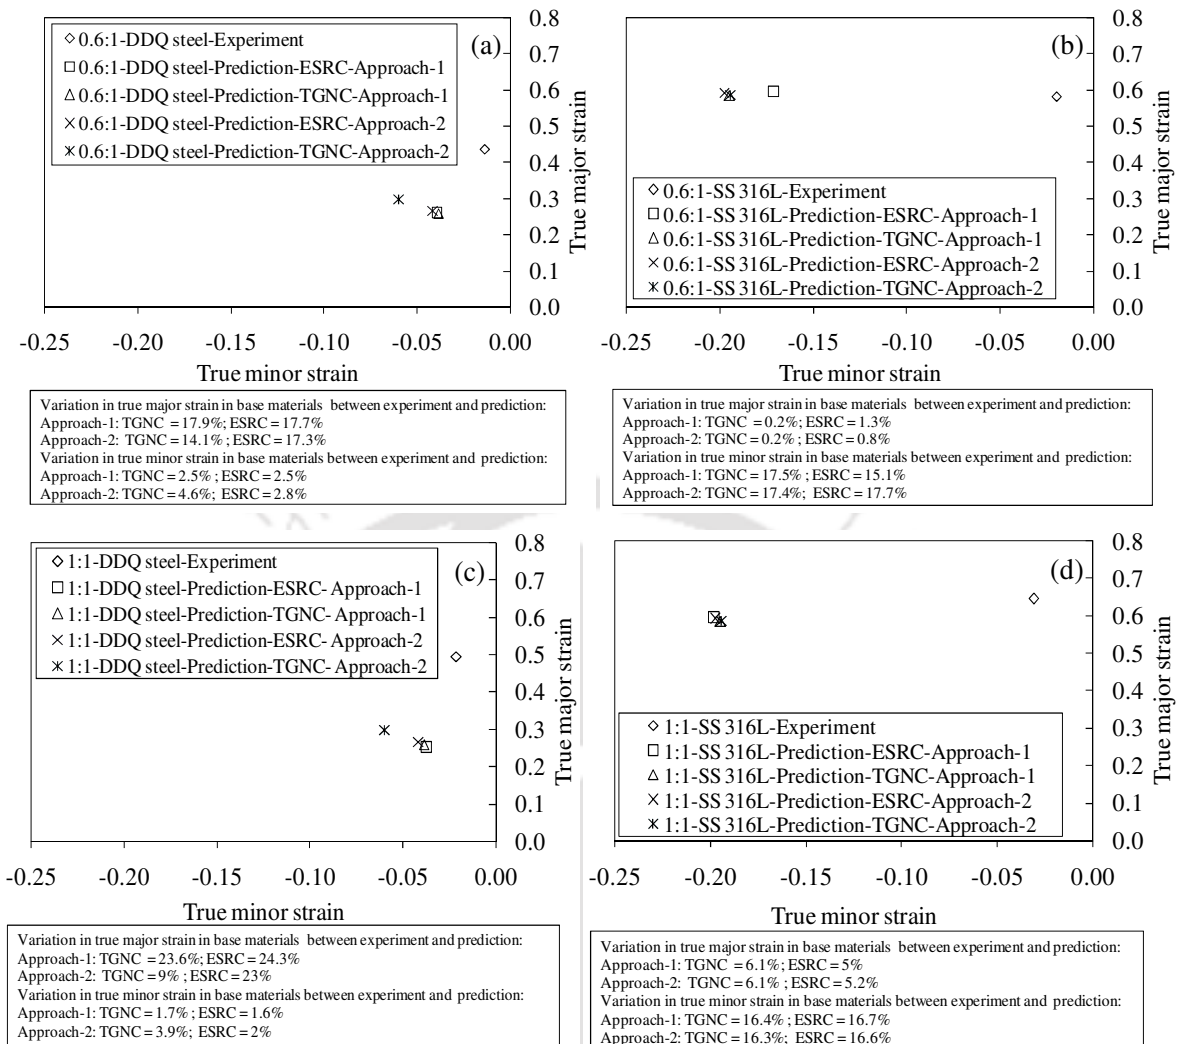 (a)
◇ 0.6:1-DDQ steel-Experiment
□ 0.6:1-DDQ steel-Prediction-ESRC-Approach-1
△ 0.6:1-DDQ steel-Prediction-TGNC-Approach-1
× 0.6:1-DDQ steel-Prediction-ESRC-Approach-2
ж 0.6:1-DDQ steel-Prediction-TGNC-Approach-2
0.8
0.7
0.6
0.5
0.4
0.3
0.2
0.1
0.0
True major strain
-0.25 -0.20 -0.15 -0.10 -0.05 0.00
True minor strain
Variation in true major strain in base materials between experiment and prediction:
Approach-1: TGNC = 17.9%; ESRC = 17.7%
Approach-2: TGNC = 14.1% ; ESRC = 17.3%
Variation in true minor strain in base materials between experiment and prediction:
Approach-1: TGNC = 2.5% ; ESRC = 2.5%
Approach-2: TGNC = 4.6%; ESRC = 2.8%
(b)
◇ 0.6:1-SS 316L-Experiment
□ 0.6:1-SS 316L-Prediction-ESRC-Approach-1
△ 0.6:1-SS 316L-Prediction-TGNC-Approach-1
× 0.6:1-SS 316L-Prediction-ESRC-Approach-2
ж 0.6:1-SS 316L-Prediction-TGNC-Approach-2
0.8
0.7
0.6
0.5
0.4
0.3
0.2
0.1
0.0
True major strain
-0.25 -0.20 -0.15 -0.10 -0.05 0.00
True minor strain
Variation in true major strain in base materials between experiment and prediction:
Approach-1: TGNC = 0.2%; ESRC = 1.3%
Approach-2: TGNC = 0.2% ; ESRC = 0.8%
Variation in true minor strain in base materials between experiment and prediction:
Approach-1: TGNC = 17.5% ; ESRC = 15.1%
Approach-2: TGNC = 17.4%; ESRC = 17.7%
(c)
◇ 1:1-DDQ steel-Experiment
□ 1:1-DDQ steel-Prediction-ESRC- Approach-1
△ 1:1-DDQ steel-Prediction-TGNC- Approach-1
× 1:1-DDQ steel-Prediction-ESRC- Approach-2
ж 1:1-DDQ steel-Prediction-TGNC- Approach-2
0.8
0.7
0.6
0.5
0.4
0.3
0.2
0.1
0.0
True major strain
-0.25 -0.20 -0.15 -0.10 -0.05 0.00
True minor strain
Variation in true major strain in base materials between experiment and prediction:
Approach-1: TGNC = 23.6%; ESRC = 24.3%
Approach-2: TGNC = 9% ; ESRC = 23%
Variation in true minor strain in base materials between experiment and prediction:
Approach-1: TGNC = 1.7% ; ESRC = 1.6%
Approach-2: TGNC = 3.9%; ESRC = 2%
(d)
◇ 1:1-SS 316L-Experiment
□ 1:1-SS 316L-Prediction-ESRC-Approach-1
△ 1:1-SS 316L-Prediction-TGNC-Approach-1
× 1:1-SS 316L-Prediction-ESRC-Approach-2
ж 1:1-SS 316L-Prediction-TGNC-Approach-2
0.8
0.7
0.6
0.5
0.4
0.3
0.2
0.1
0.0
True major strain
-0.25 -0.20 -0.15 -0.10 -0.05 0.00
True minor strain
Variation in true major strain in base materials between experiment and prediction:
Approach-1: TGNC = 6.1%; ESRC = 5%
Approach-2: TGNC = 6.1% ; ESRC = 5.2%
Variation in true minor strain in base materials between experiment and prediction:
Approach-1: TGNC = 16.4% ; ESRC = 16.7%
Approach-2: TGNC = 16.3%; ESRC = 16.6%